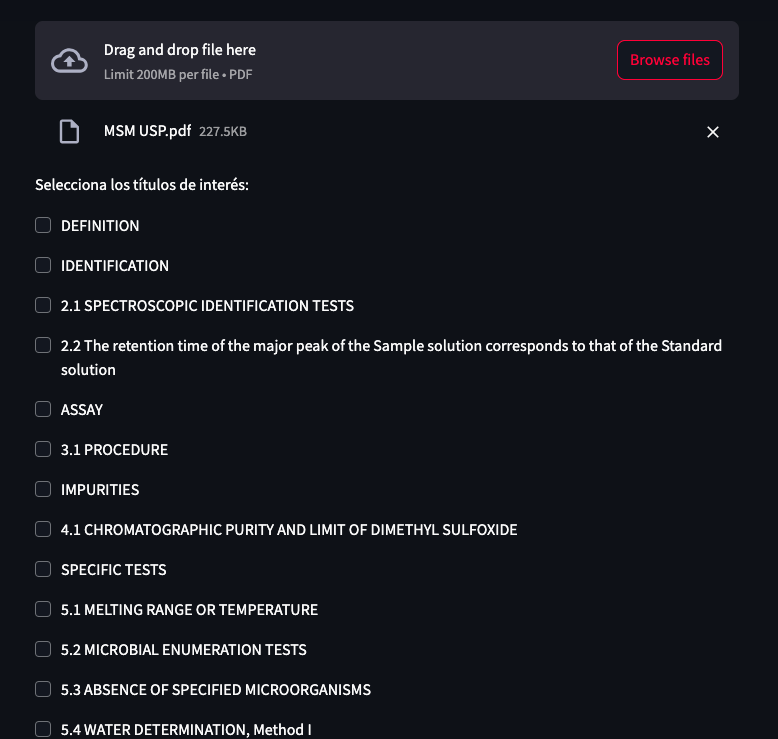 Drag and drop file here
Limit 200MB per file • PDF
Browse files
MSM USP.pdf 227.5KB
Selecciona los títulos de interés:
DEFINITION
IDENTIFICATION
2.1 SPECTROSCOPIC IDENTIFICATION TESTS
2.2 The retention time of the major peak of the Sample solution corresponds to that of the Standard
solution
ASSAY
3.1 PROCEDURE
IMPURITIES
4.1 CHROMATOGRAPHIC PURITY AND LIMIT OF DIMETHYL SULFOXIDE
SPECIFIC TESTS
5.1 MELTING RANGE OR TEMPERATURE
5.2 MICROBIAL ENUMERATION TESTS
5.3 ABSENCE OF SPECIFIED MICROORGANISMS
5.4 WATER DETERMINATION, Method I